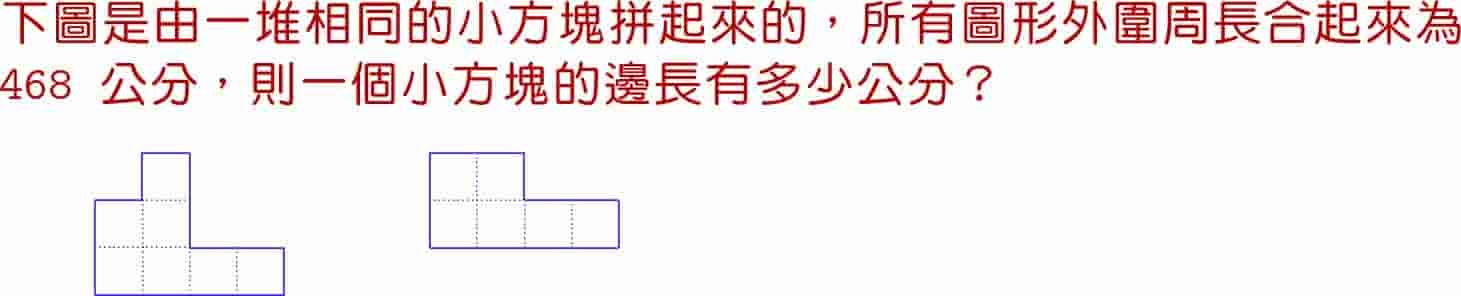 下圖是由一堆相同的小方塊拼起來的，所有圖形外圍周長合起來為
468 公分，則一個小方塊的邊長有多少公分？